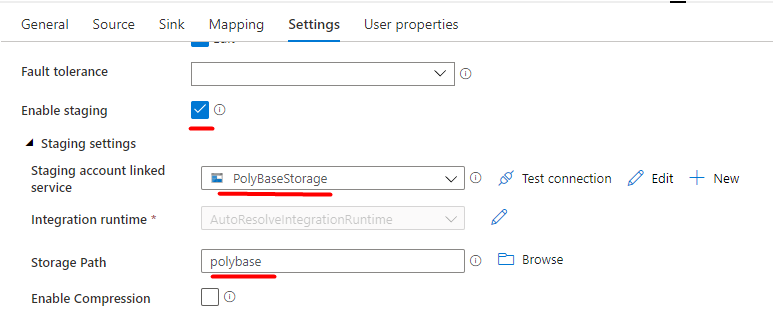 General Source Sink Mapping Settings User properties
Fault tolerance
Enable staging
Staging settings
Staging account linked service
PolyBaseStorage Test connection Edit New
Integration runtime * AutoResolveIntegrationRuntime
Storage Path polybase Browse
Enable Compression